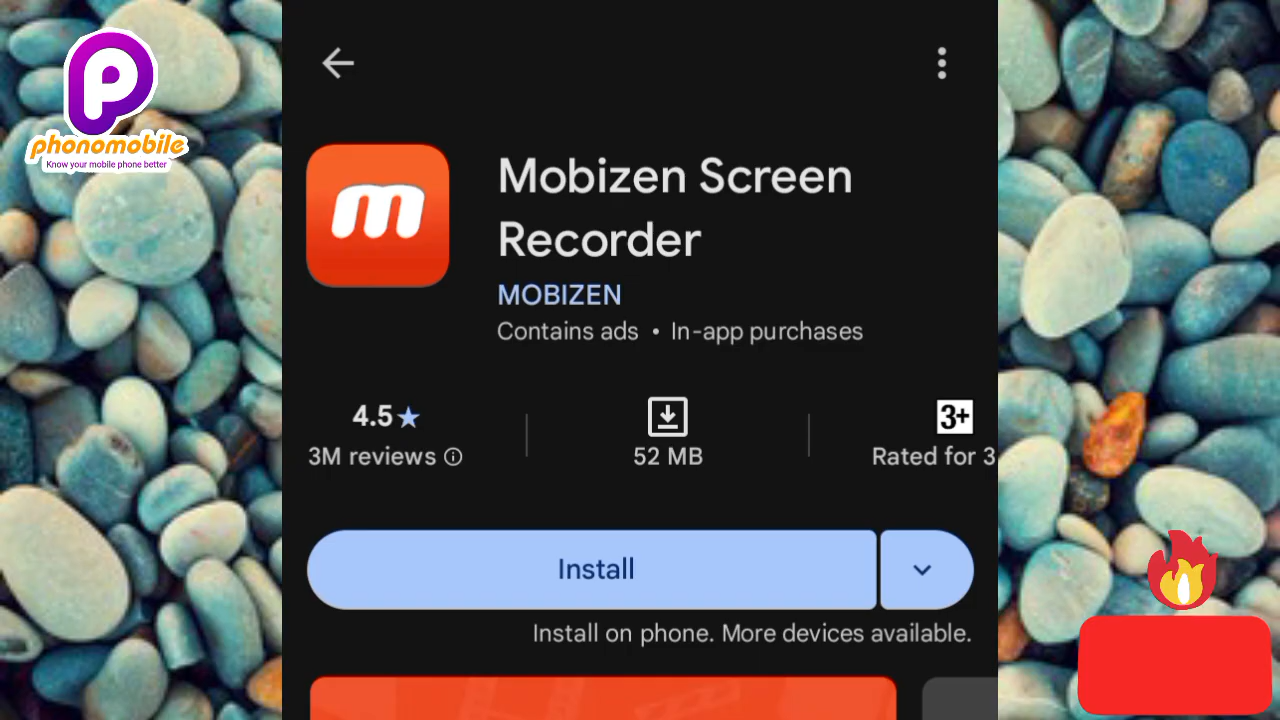 P
phonomobile
Know your mobile phone better
m
Mobizen Screen
Recorder
MOBIZEN
Contains ads • In-app purchases
4.5★
3M reviews
52 MB
3+
Rated for 3
Install
Install on phone. More devices available.